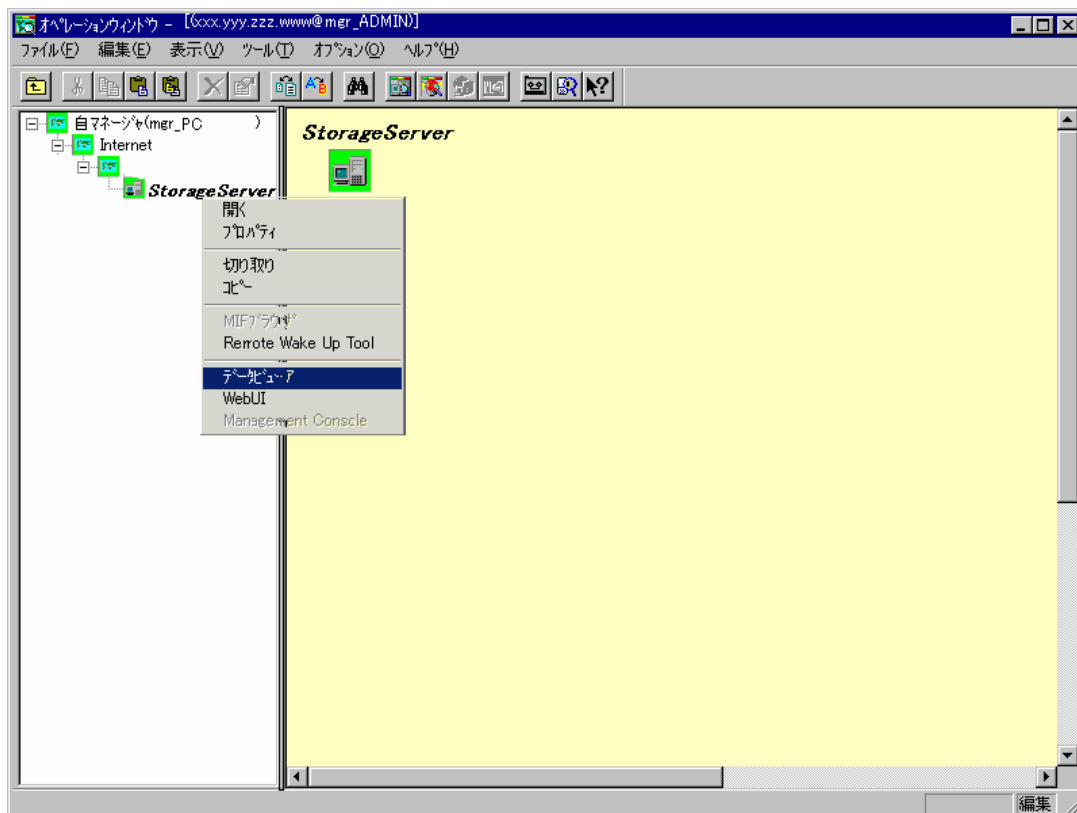 オペレーションウィンドウ - [(xxx.yyy.zzz.www@mgr_ADMIN)]
ファイル(F) 編集(E) 表示(V) ツール(T) オプション(O) ヘルプ(H)
自マネージャ(mgr_PC )
Internet
StorageServer
StorageServer
開く
プロパティ
切り取り
コピー
MIFブラウザ
Remote Wake Up Tool
データビューア
WebUI
Management Console
編集